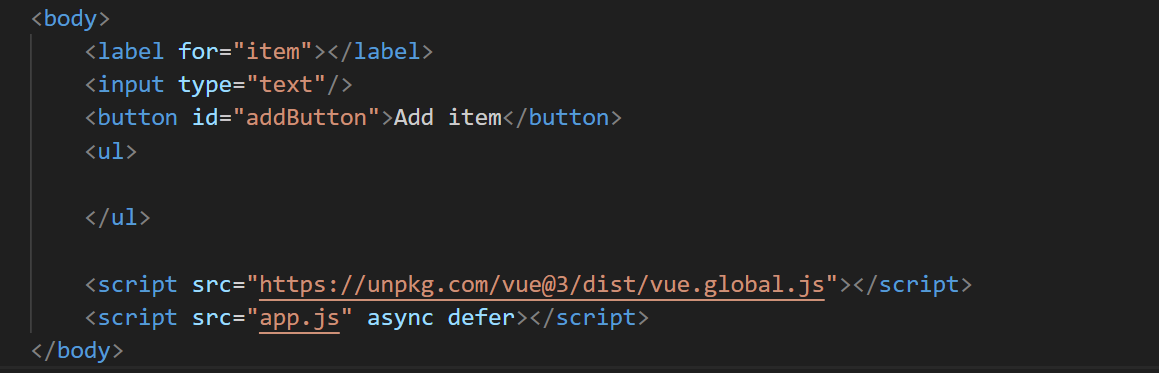 <body>
<label for="item"></label>
<input type="text"/>
<button id="addButton">Add item</button>
<ul>
</ul>
<script src="https://unpkg.com/vue@3/dist/vue.global.js"></script>
<script src="app.js" async defer></script>
</body>